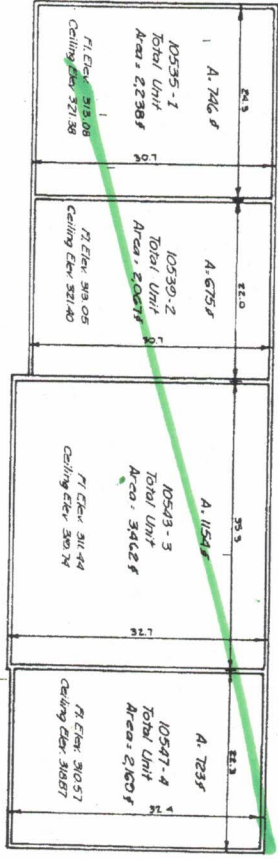 24.3
A. 746 $
10535-1
Total Unit
Area = 2,238 $
30.7
Fl. Elev. 313.08
Ceiling Elev. 321.38
22.0
A. 675 $
10539-2
Total Unit
Area = 2,067 $
30.7
Fl. Elev. 313.05
Ceiling Elev. 321.40
35.3
A. 1154 $
10543-3
Total Unit
Area = 3,462 $
32.7
Fl. Elev. 311.44
Ceiling Elev.
22.3
A. 723 $
10547-4
Total Unit
Area = 2,160 $
32.4
Fl. Elev. 310.57
Ceiling Elev. 318.87